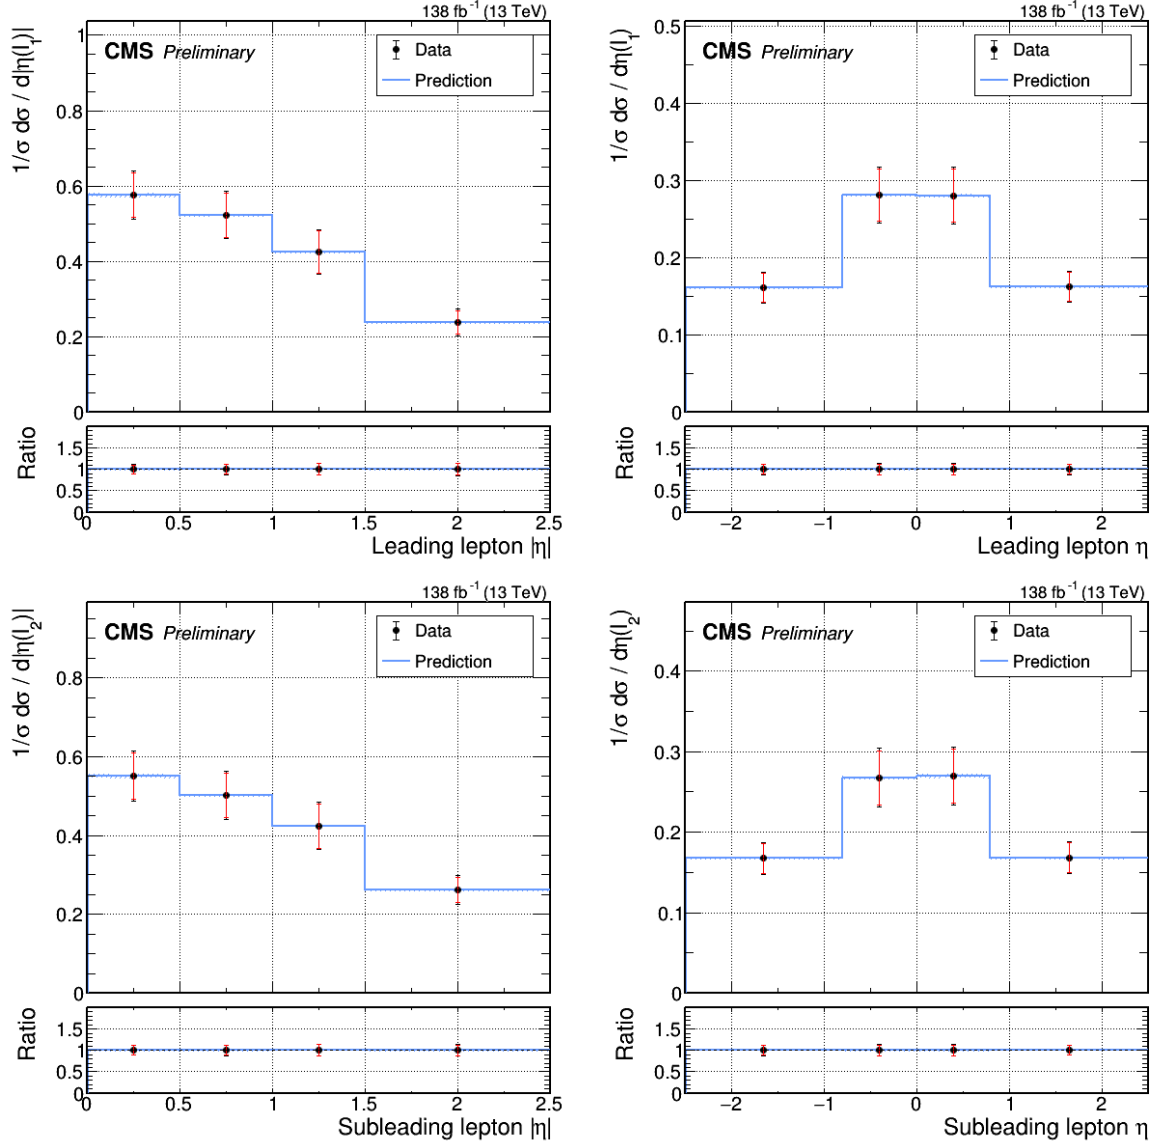 138 fb⁻¹ (13 TeV)
CMS Preliminary
Data
Prediction
1/σ dσ / d|η(l₁)|
1
0.8
0.6
0.4
0.2
0
Ratio
1.5
1
0.5
0
0 0.5 1 1.5 2 2.5
Leading lepton |η|
138 fb⁻¹ (13 TeV)
CMS Preliminary
Data
Prediction
1/σ dσ / dη(l₁)
0.5
0.4
0.3
0.2
0.1
0
Ratio
1.5
1
0.5
0
−2 −1 0 1 2
Leading lepton η
138 fb⁻¹ (13 TeV)
CMS Preliminary
Data
Prediction
1/σ dσ / d|η(l₂)|
0.8
0.6
0.4
0.2
0
Ratio
1.5
1
0.5
0
0 0.5 1 1.5 2 2.5
Subleading lepton |η|
138 fb⁻¹ (13 TeV)
CMS Preliminary
Data
Prediction
1/σ dσ / dη(l₂)
0.4
0.3
0.2
0.1
0
Ratio
1.5
1
0.5
0
−2 −1 0 1 2
Subleading lepton η